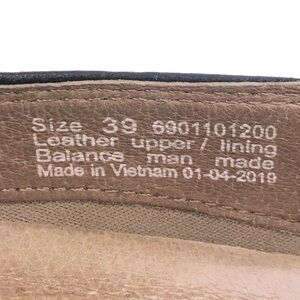 Size 39 6901101200
Leather upper/ lining
Balance man made
Made in Vietnam 01-04-2019